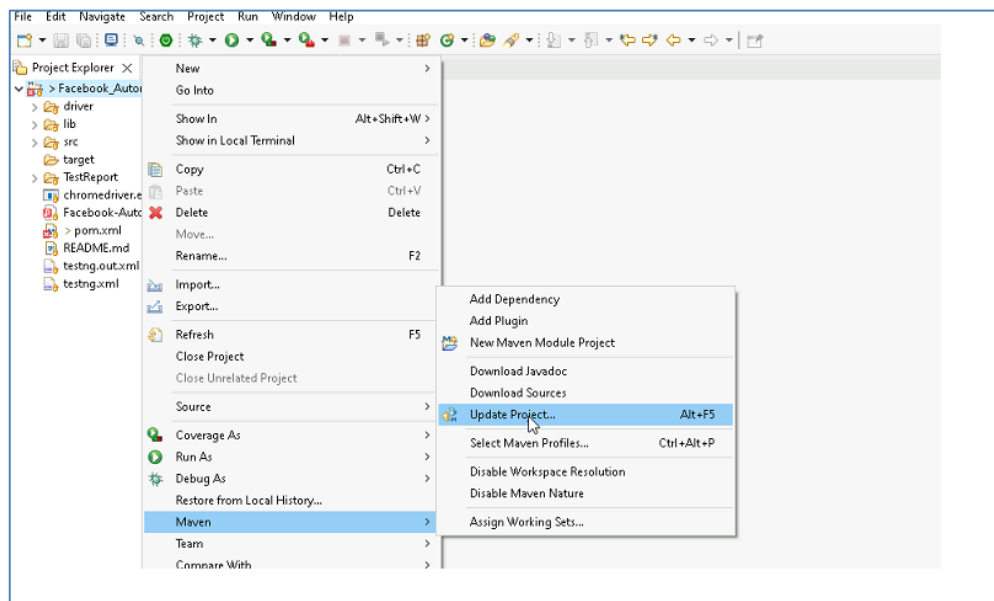 File Edit Navigate Search Project Run Window Help
Project Explorer
> Facebook_Autor
driver
lib
src
target
TestReport
chromedriver.e
Facebook-Auto
> pom.xml
README.md
testng.out.xml
testng.xml
New
Go Into
Show In Alt+Shift+W >
Show in Local Terminal
Copy Ctrl+C
Paste Ctrl+V
Delete Delete
Move...
Rename... F2
Import...
Export...
Refresh F5
Close Project
Close Unrelated Project
Source
Coverage As
Run As
Debug As
Restore from Local History...
Maven
Team
Compare With
Add Dependency
Add Plugin
New Maven Module Project
Download Javadoc
Download Sources
Update Project... Alt+F5
Select Maven Profiles... Ctrl+Alt+P
Disable Workspace Resolution
Disable Maven Nature
Assign Working Sets...